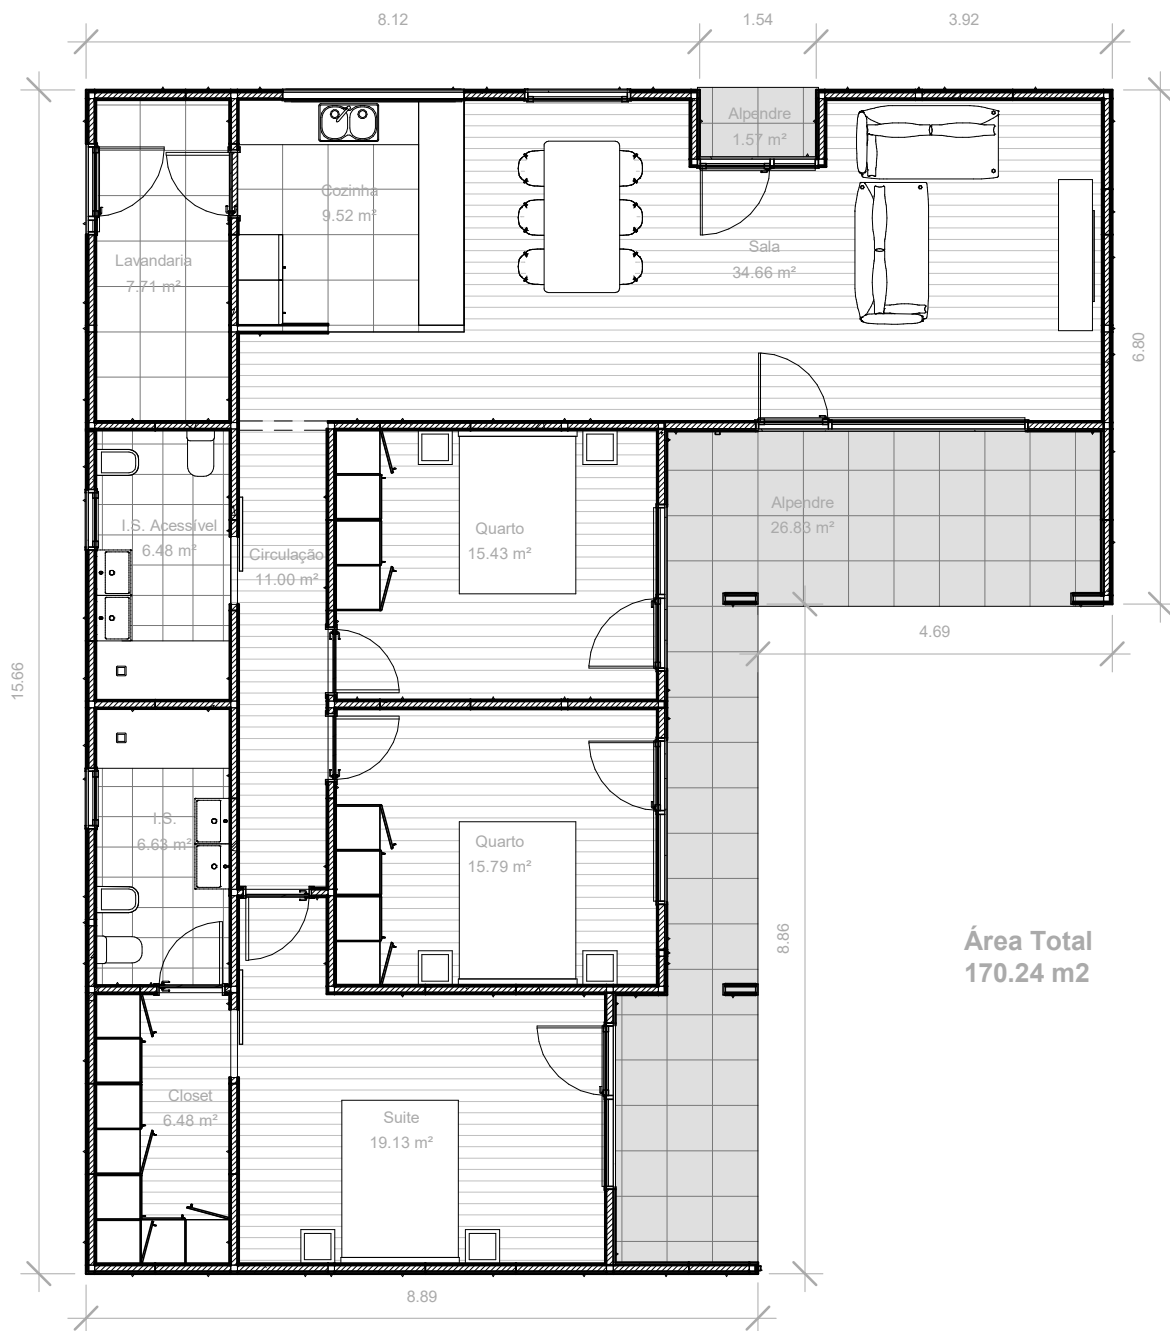 8.12
1.54
3.92
Alpendre
1.57 m²
Cozinha
9.52 m²
Sala
34.66 m²
Lavandaria
7.71 m²
6.80
Alpendre
26.83 m²
Quarto
15.43 m²
I.S. Acessível
6.48 m²
Circulação
11.00 m²
4.69
15.66
I.S.
6.63 m²
Quarto
15.79 m²
8.86
Área Total
170.24 m2
Closet
6.48 m²
Suite
19.13 m²
8.89